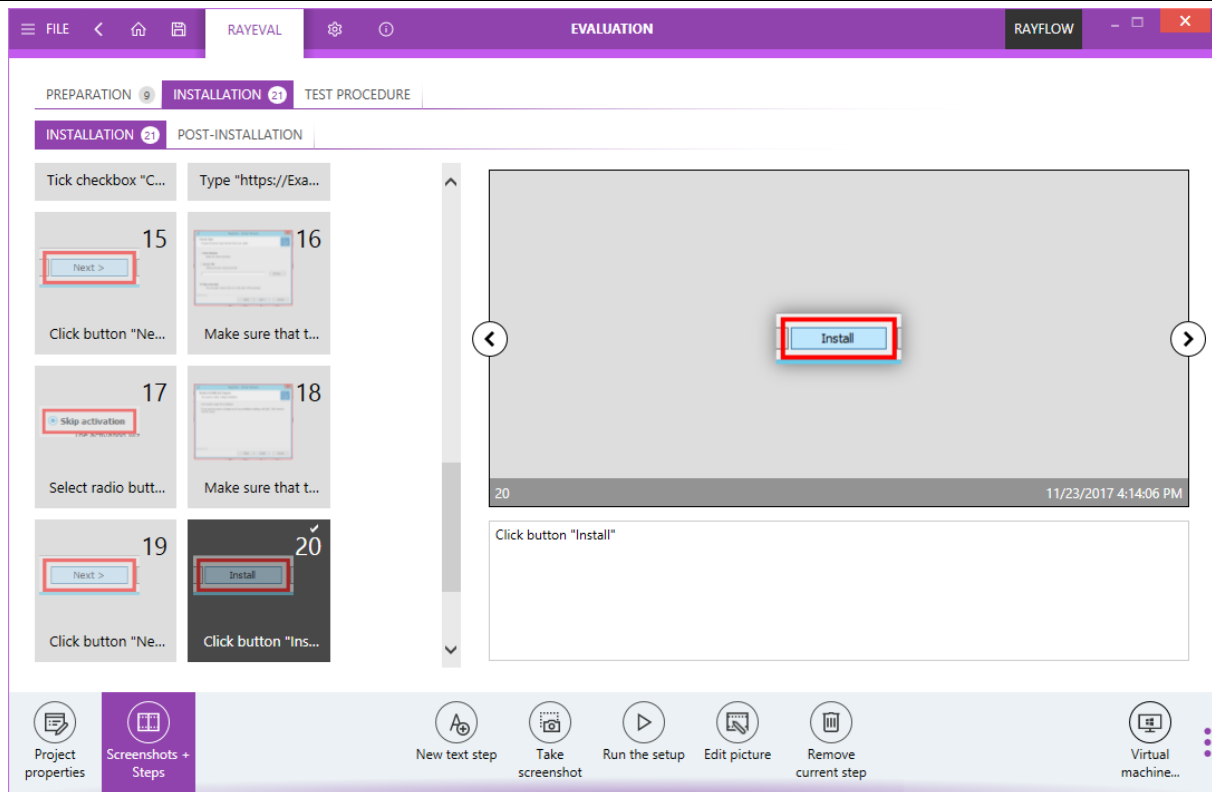 FILE
RAYEVAL
EVALUATION
RAYFLOW
PREPARATION 9 INSTALLATION 21 TEST PROCEDURE
INSTALLATION 21 POST-INSTALLATION
Tick checkbox "C...
Type "https://Exa...
15
Next >
Click button "Ne...
16
Make sure that t...
17
Skip activation
Select radio butt...
18
Make sure that t...
19
Next >
Click button "Ne...
20
Install
Click button "Ins...
Install
20
11/23/2017 4:14:06 PM
Click button "Install"
Project
properties
Screenshots +
Steps
New text step
Take
screenshot
Run the setup
Edit picture
Remove
current step
Virtual
machine...